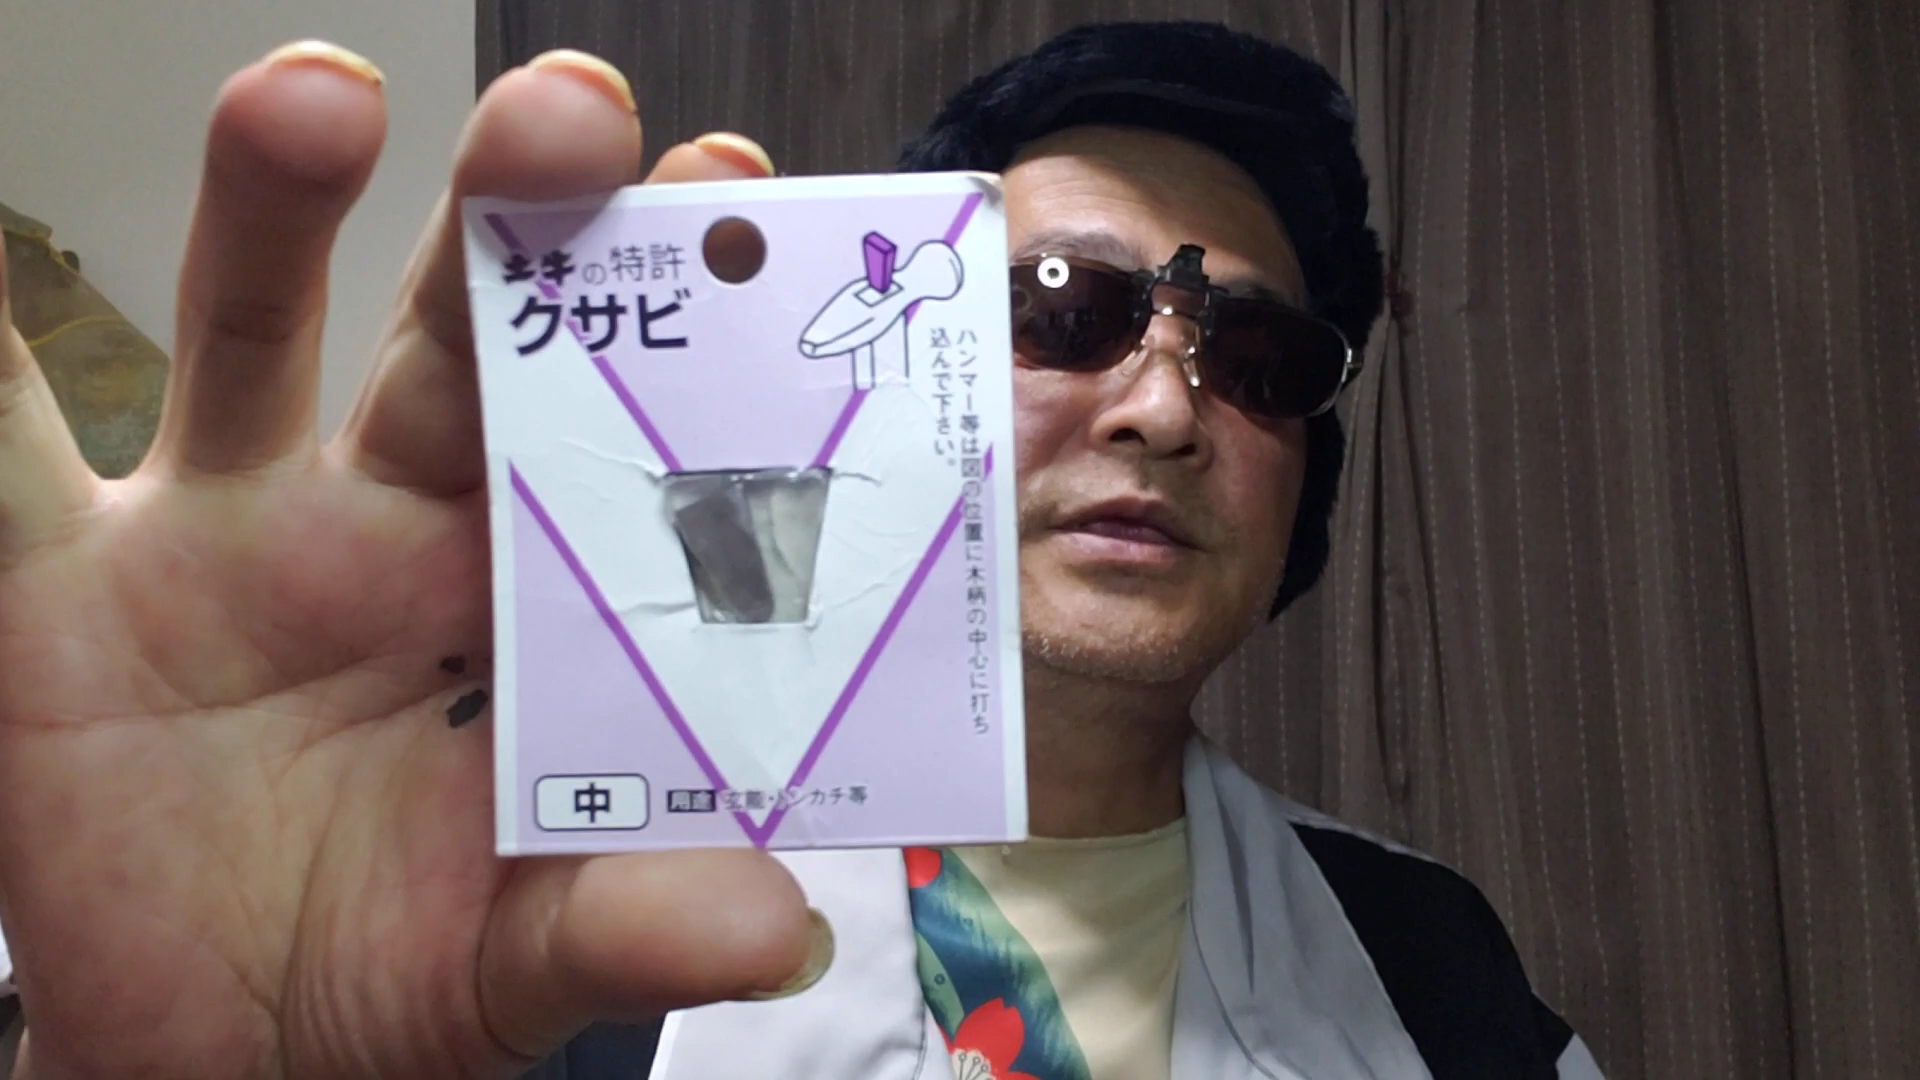 土牛の特許
クサビ
ハンマー等は図の位置に木柄の中心に打ち
込んで下さい。
中
用途 玄能・トンカチ等